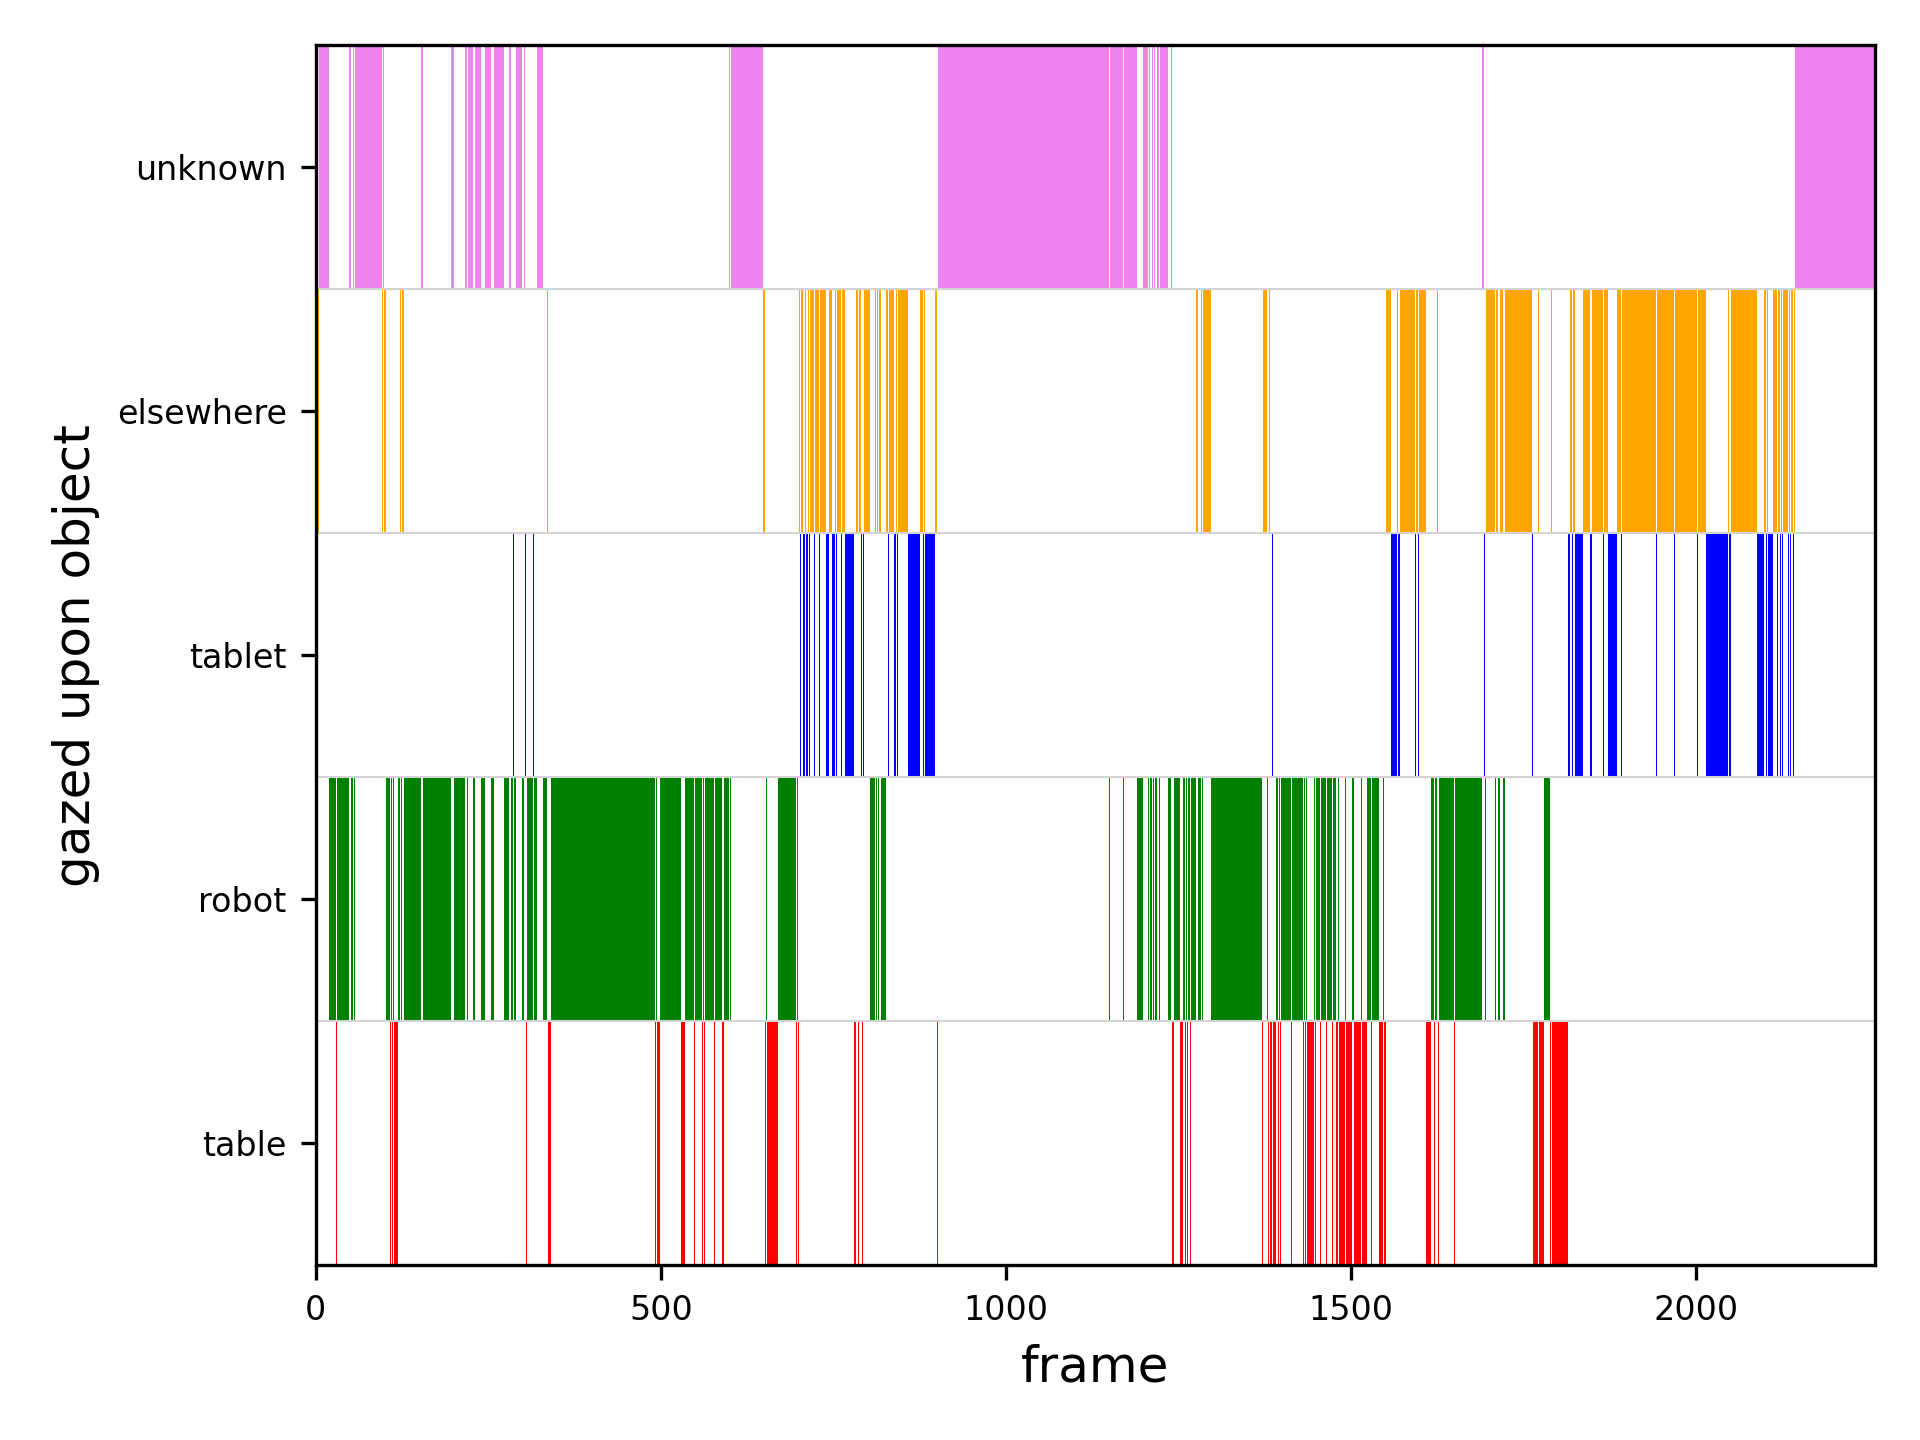 unknown
elsewhere
tablet
robot
table
gazed upon object
0 500 1000 1500 2000
frame